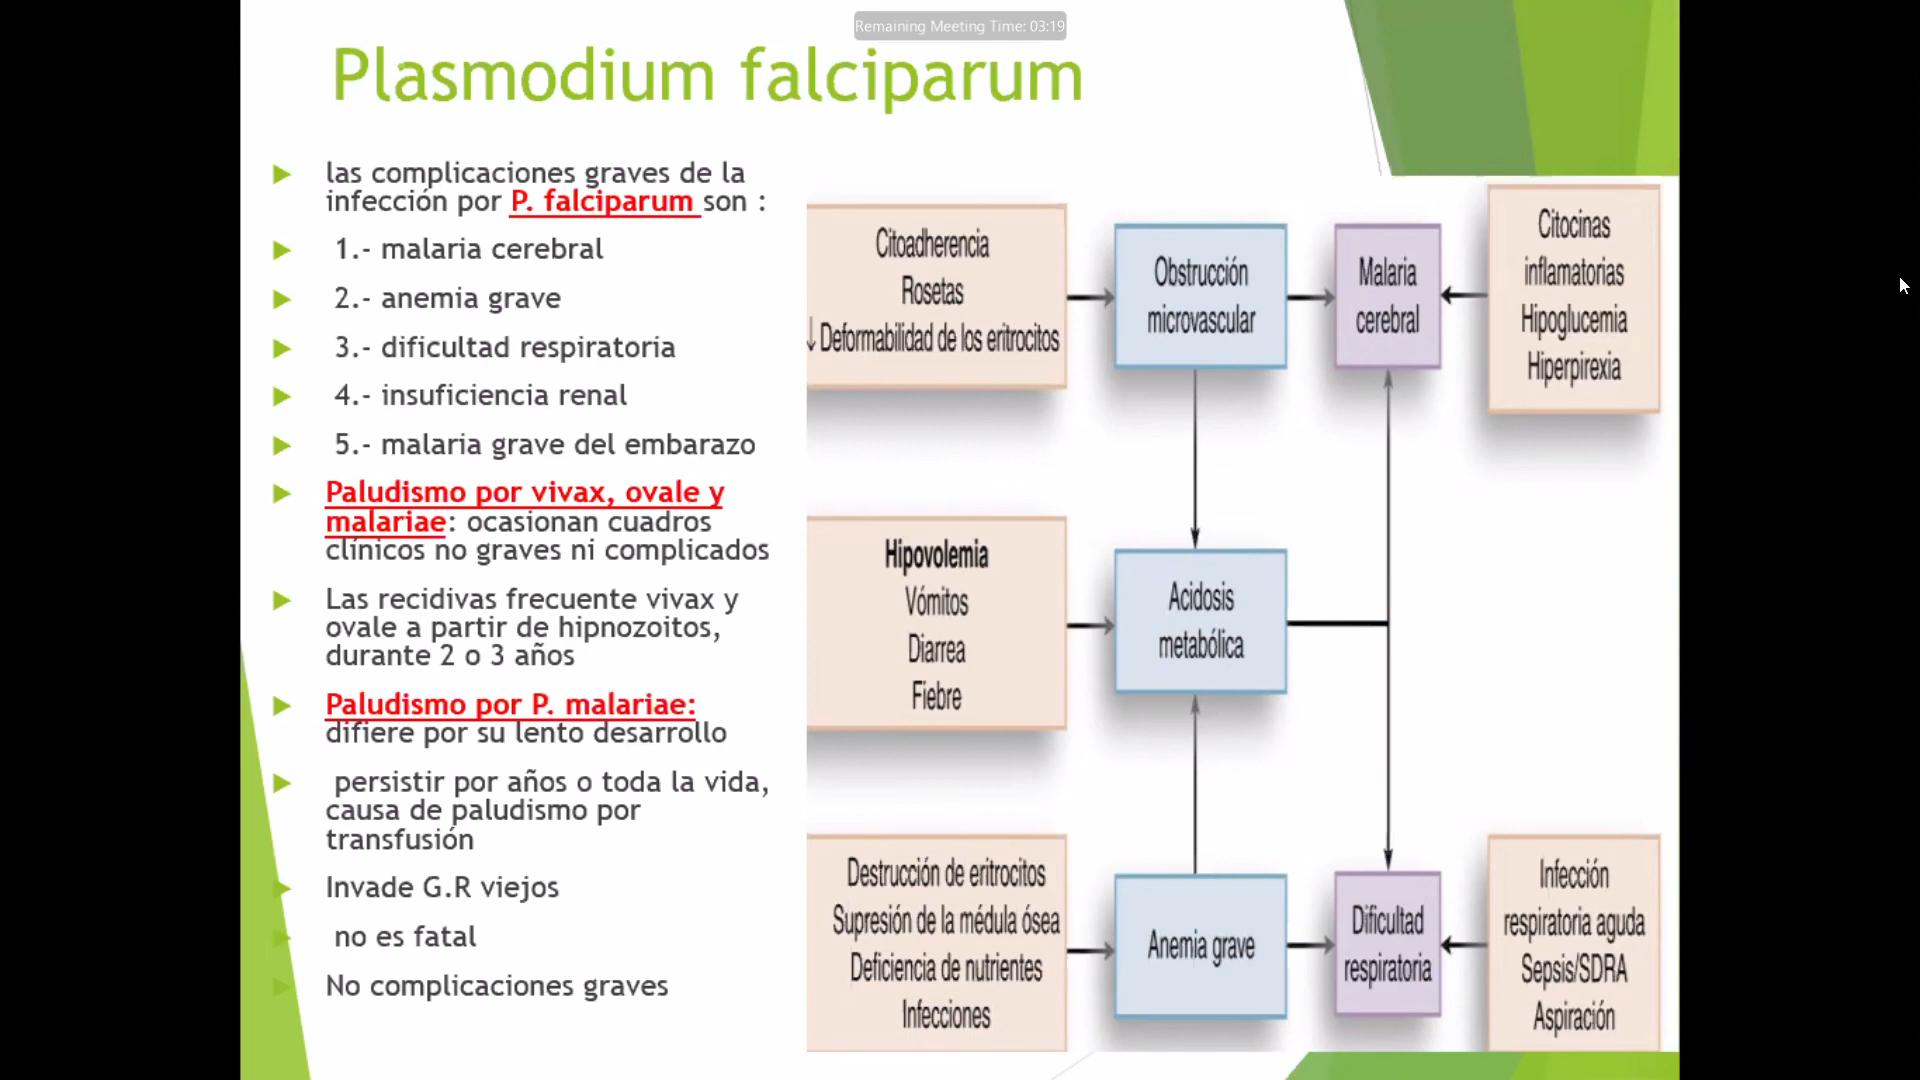 Remaining Meeting Time: 03:19
Plasmodium falciparum
las complicaciones graves de la
infección por P. falciparum son :
1.- malaria cerebral
2.- anemia grave
3.- dificultad respiratoria
4.- insuficiencia renal
5.- malaria grave del embarazo
Paludismo por vivax, ovale y
malariae: ocasionan cuadros
clínicos no graves ni complicados
Las recidivas frecuente vivax y
ovale a partir de hipnozoitos,
durante 2 o 3 años
Paludismo por P. malariae:
difiere por su lento desarrollo
persistir por años o toda la vida,
causa de paludismo por
transfusión
Invade G.R viejos
no es fatal
No complicaciones graves
Citoadherencia
Rosetas
↓ Deformabilidad de los eritrocitos
Obstrucción
microvascular
Malaria
cerebral
Citocinas
inflamatorias
Hipoglucemia
Hiperpirexia
Hipovolemia
Vómitos
Diarrea
Fiebre
Acidosis
metabólica
Destrucción de eritrocitos
Supresión de la médula ósea
Deficiencia de nutrientes
Infecciones
Anemia grave
Dificultad
respiratoria
Infección
respiratoria aguda
Sepsis/SDRA
Aspiración